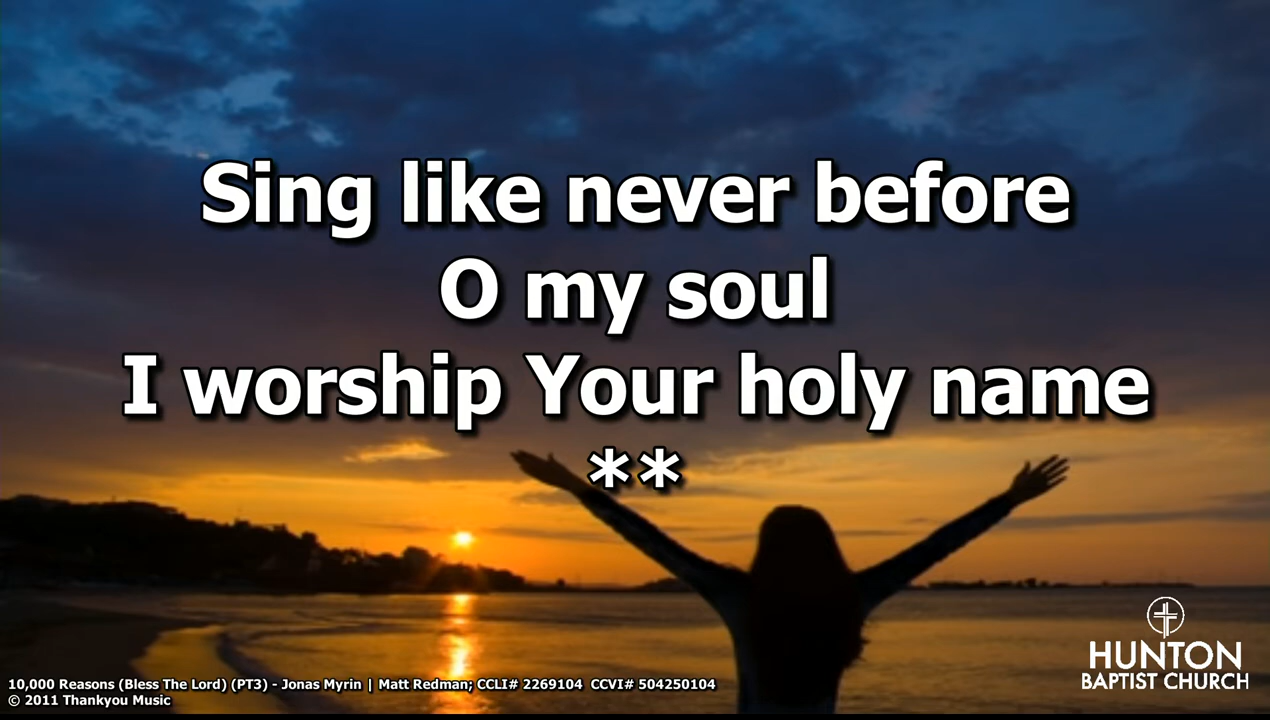 Sing like never before
O my soul
I worship Your holy name
**
10,000 Reasons (Bless The Lord) (PT3) - Jonas Myrin | Matt Redman; CCLI# 2269104 CCVI# 504250104
© 2011 Thankyou Music
HUNTON
BAPTIST CHURCH